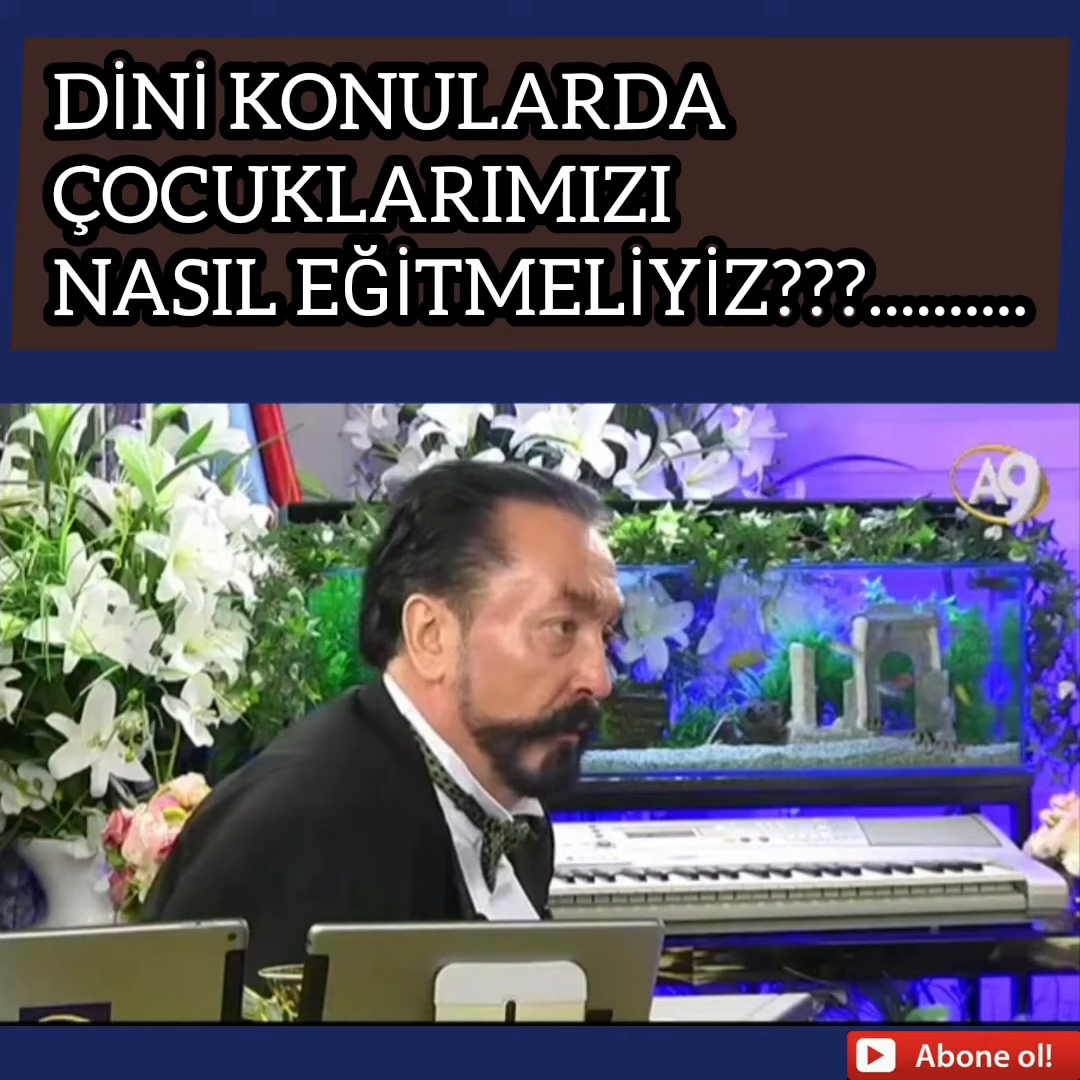 DİNİ KONULARDA
ÇOCUKLARIMIZI
NASIL EĞİTMELİYİZ???..........
A9
Abone ol!